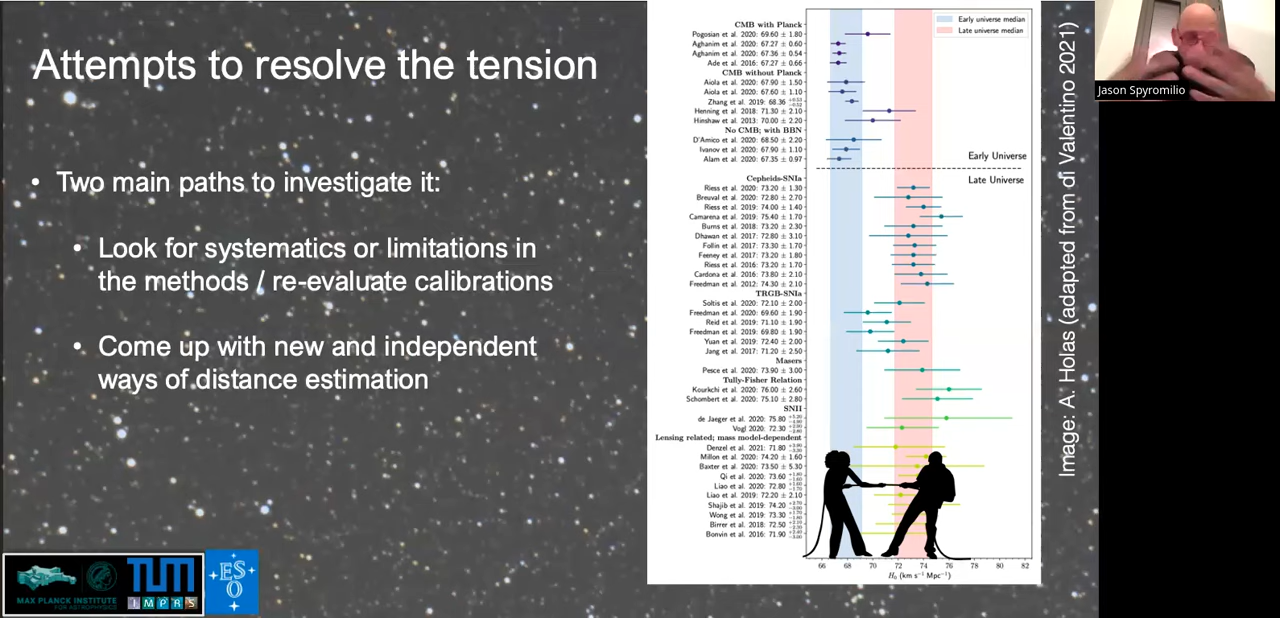 Attempts to resolve the tension
• Two main paths to investigate it:
• Look for systematics or limitations in
the methods / re-evaluate calibrations
• Come up with new and independent
ways of distance estimation
MAX PLANCK INSTITUTE
FOR ASTROPHYSICS
TUM
IMPRS
ESO
Early universe median
Late universe median
CMB with Planck
Pogosian et al. 2020: 69.60 ± 1.80
Aghanim et al. 2020: 67.27 ± 0.60
Aghanim et al. 2020: 67.36 ± 0.54
Ade et al. 2016: 67.27 ± 0.66
CMB without Planck
Aiola et al. 2020: 67.90 ± 1.50
Aiola et al. 2020: 67.60 ± 1.10
Zhang et al. 2019: 68.36
Henning et al. 2018: 71.30 ± 2.10
Hinshaw et al. 2013: 70.00 ± 2.20
No CMB; with BBN
D'Amico et al. 2020: 68.50 ± 2.20
Ivanov et al. 2020: 67.90 ± 1.10
Alam et al. 2020: 67.35 ± 0.97
Early Universe
Late Universe
Cepheids-SNIa
Riess et al. 2020: 73.20 ± 1.30
Breuval et al. 2020: 72.80 ± 2.70
Riess et al. 2019: 74.00 ± 1.40
Camarena et al. 2019: 75.40 ± 1.70
Burns et al. 2018: 73.20 ± 2.30
Dhawan et al. 2017: 72.80 ± 3.10
Follin et al. 2017: 73.30 ± 1.70
Feeney et al. 2017: 73.20 ± 1.80
Riess et al. 2016: 73.20 ± 1.70
Cardona et al. 2016: 73.80 ± 2.10
Freedman et al. 2012: 74.30 ± 2.10
TRGB-SNIa
Soltis et al. 2020: 72.10 ± 2.00
Freedman et al. 2020: 69.60 ± 1.90
Reid et al. 2019: 71.10 ± 1.90
Freedman et al. 2019: 69.80 ± 1.90
Yuan et al. 2019: 72.40 ± 2.00
Jang et al. 2017: 71.20 ± 2.50
Masers
Pesce et al. 2020: 73.90 ± 3.00
Tully-Fisher Relation
Kourkchi et al. 2020: 76.00 ± 2.60
Schombert et al. 2020: 75.10 ± 2.80
SNII
de Jaeger et al. 2020: 75.80
Vogl 2020: 72.30
Lensing related; mass model-dependent
Denzel et al. 2021: 71.80
Millon et al. 2020: 74.20 ± 1.60
Baxter et al. 2020: 73.50 ± 5.30
Qi et al. 2020: 73.60
Liao et al. 2020: 72.80
Liao et al. 2019: 72.20 ± 2.10
Shajib et al. 2019: 74.20
Wong et al. 2019: 73.30
Birrer et al. 2018: 72.50
Bonvin et al. 2016: 71.90
66 68 70 72 74 76 78 80 82
H₀ (km s⁻¹ Mpc⁻¹)
Image: A. Holas (adapted from di Valentino 2021)
Jason Spyromilio